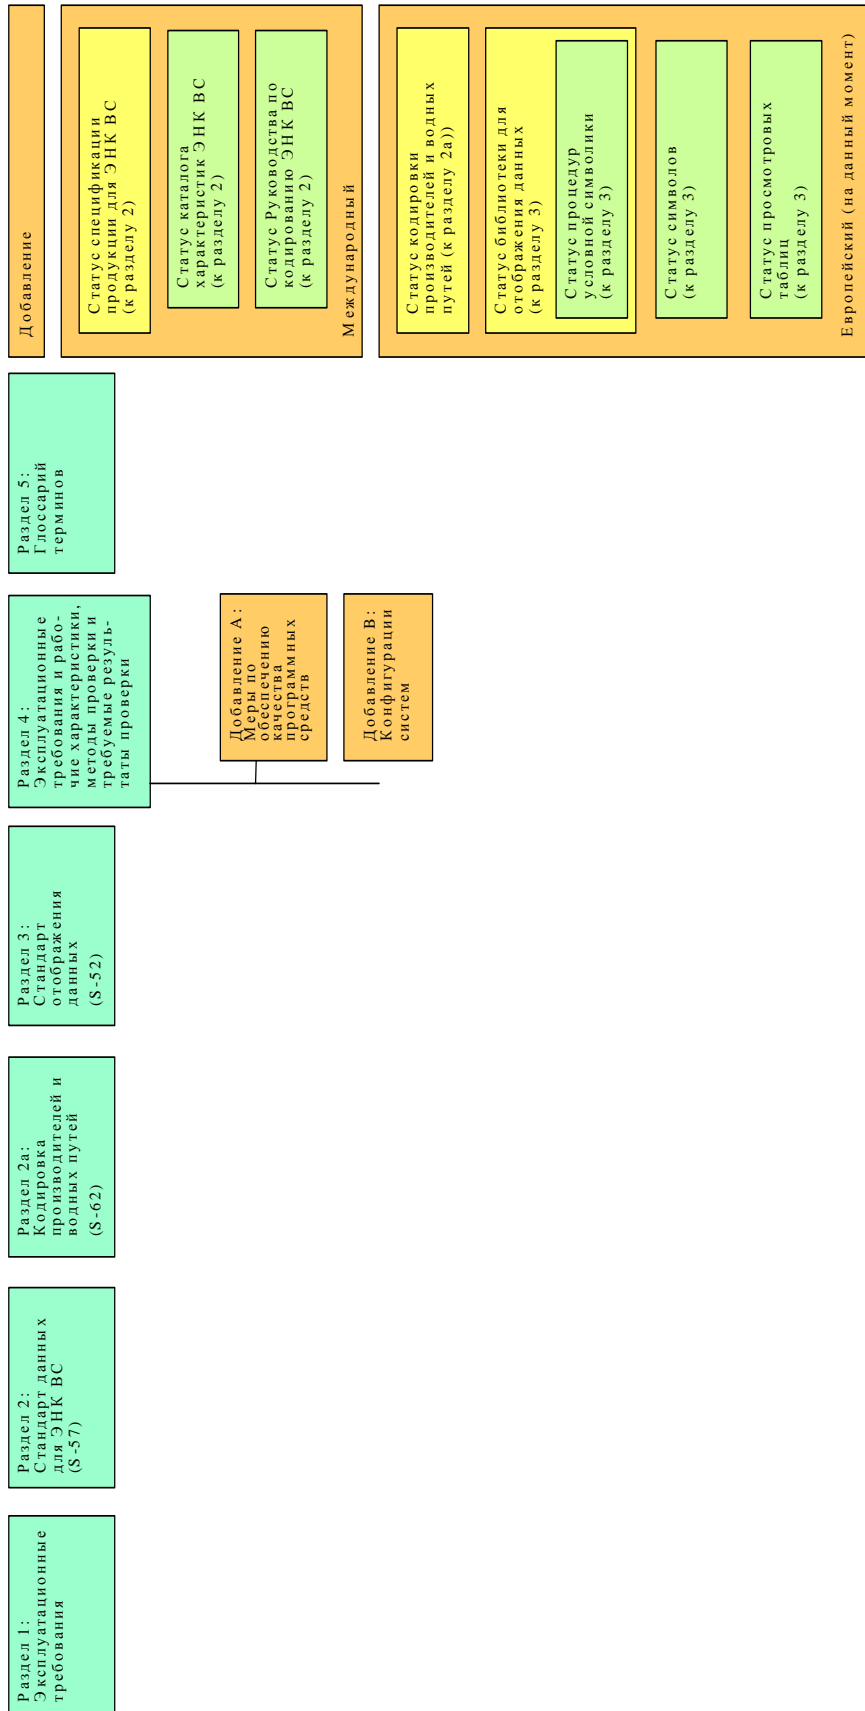 Раздел 1:
Эксплуатационные
требования
Раздел 2:
Стандарт данных
для ЭНК ВС
(S-57)
Раздел 2а:
Кодировка
производителей и
водных путей
(S-62)
Раздел 3:
Стандарт
отображения
данных
(S-52)
Раздел 4:
Эксплуатационные
требования и рабо-
чие характеристики,
методы проверки и
требуемые резуль-
таты проверки
Добавление А:
Меры по
обеспечению
качества
программных
средств
Добавление В:
Конфигурации
систем
Раздел 5:
Глоссарий
терминов
Добавление
Статус спецификации
продукции для ЭНК ВС
(к разделу 2)
Статус каталога
характеристик ЭНК ВС
(к разделу 2)
Статус Руководства по
кодированию ЭНК ВС
(к разделу 2)
Международный
Статус кодировки
производителей и водных
путей (к разделу 2а))
Статус библиотеки для
отображения данных
(к разделу 3)
Статус процедур
условной символики
(к разделу 3)
Статус символов
(к разделу 3)
Статус просмотровых
таблиц
(к разделу 3)
Европейский (на данный момент)